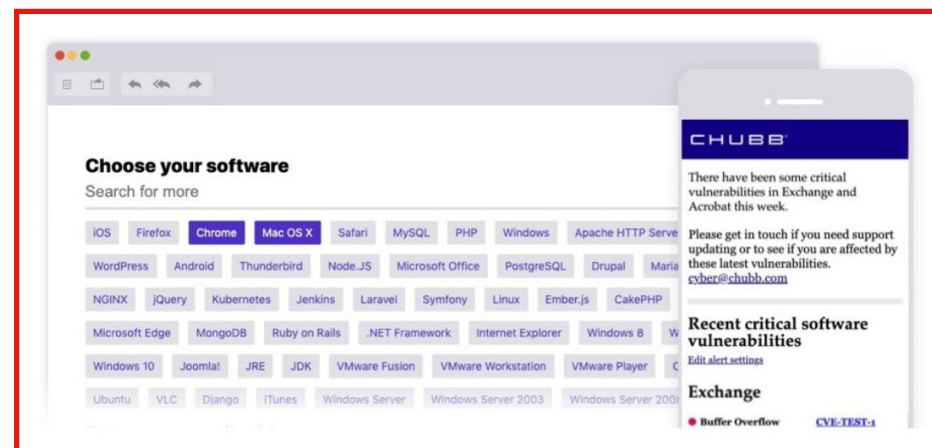 Choose your software
Search for more
iOS Firefox Chrome Mac OS X Safari MySQL PHP Windows Apache HTTP Serve
WordPress Android Thunderbird Node.JS Microsoft Office PostgreSQL Drupal Maria
NGINX jQuery Kubernetes Jenkins Laravel Symfony Linux Ember.js CakePHP
Microsoft Edge MongoDB Ruby on Rails .NET Framework Internet Explorer Windows 8 W
Windows 10 Joomla! JRE JDK VMware Fusion VMware Workstation VMware Player C
Ubuntu VLC Django iTunes Windows Server Windows Server 2003 Windows Server 200
CHUBB
There have been some critical
vulnerabilities in Exchange and
Acrobat this week.
Please get in touch if you need support
updating or to see if you are affected by
these latest vulnerabilities.
cyber@chubb.com
Recent critical software
vulnerabilities
Edit alert settings
Exchange
Buffer Overflow CVE-TEST-1